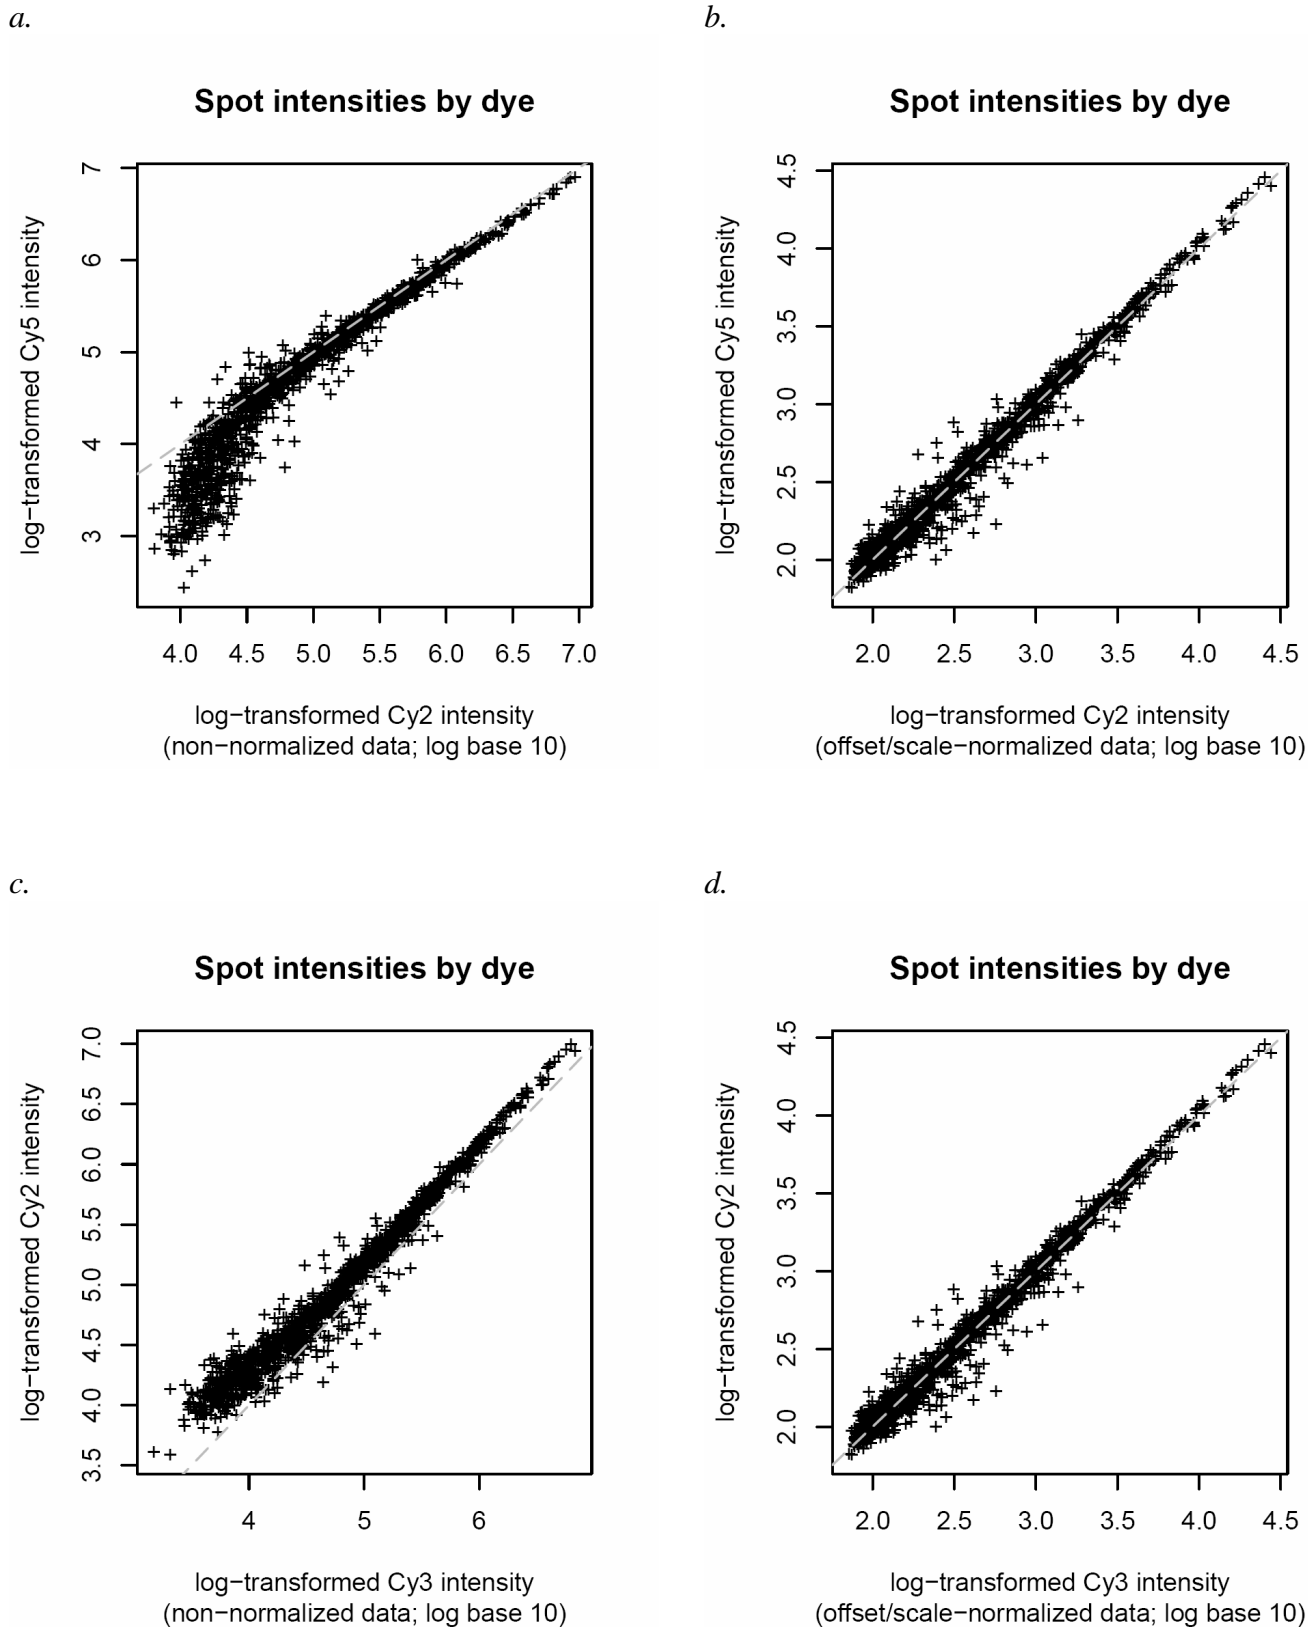 a.
Spot intensities by dye
log−transformed Cy5 intensity
7
6
5
4
3
4.0 4.5 5.0 5.5 6.0 6.5 7.0
log−transformed Cy2 intensity
(non−normalized data; log base 10)
b.
Spot intensities by dye
log−transformed Cy5 intensity
4.5
4.0
3.5
3.0
2.5
2.0
2.0 2.5 3.0 3.5 4.0 4.5
log−transformed Cy2 intensity
(offset/scale−normalized data; log base 10)
c.
Spot intensities by dye
log−transformed Cy2 intensity
7.0
6.5
6.0
5.5
5.0
4.5
4.0
3.5
4 5 6
log−transformed Cy3 intensity
(non−normalized data; log base 10)
d.
Spot intensities by dye
log−transformed Cy2 intensity
4.5
4.0
3.5
3.0
2.5
2.0
2.0 2.5 3.0 3.5 4.0 4.5
log−transformed Cy3 intensity
(offset/scale−normalized data; log base 10)